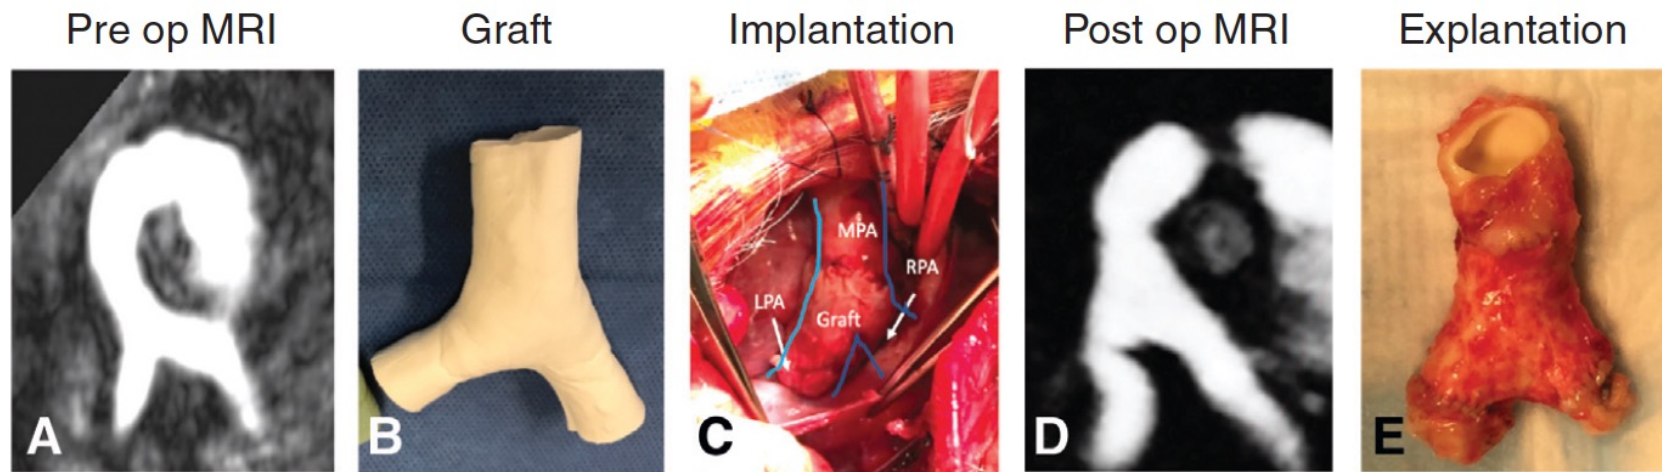 Pre op MRI
Graft
Implantation
Post op MRI
Explantation
A
B
C
MPA
RPA
LPA
Graft
D
E